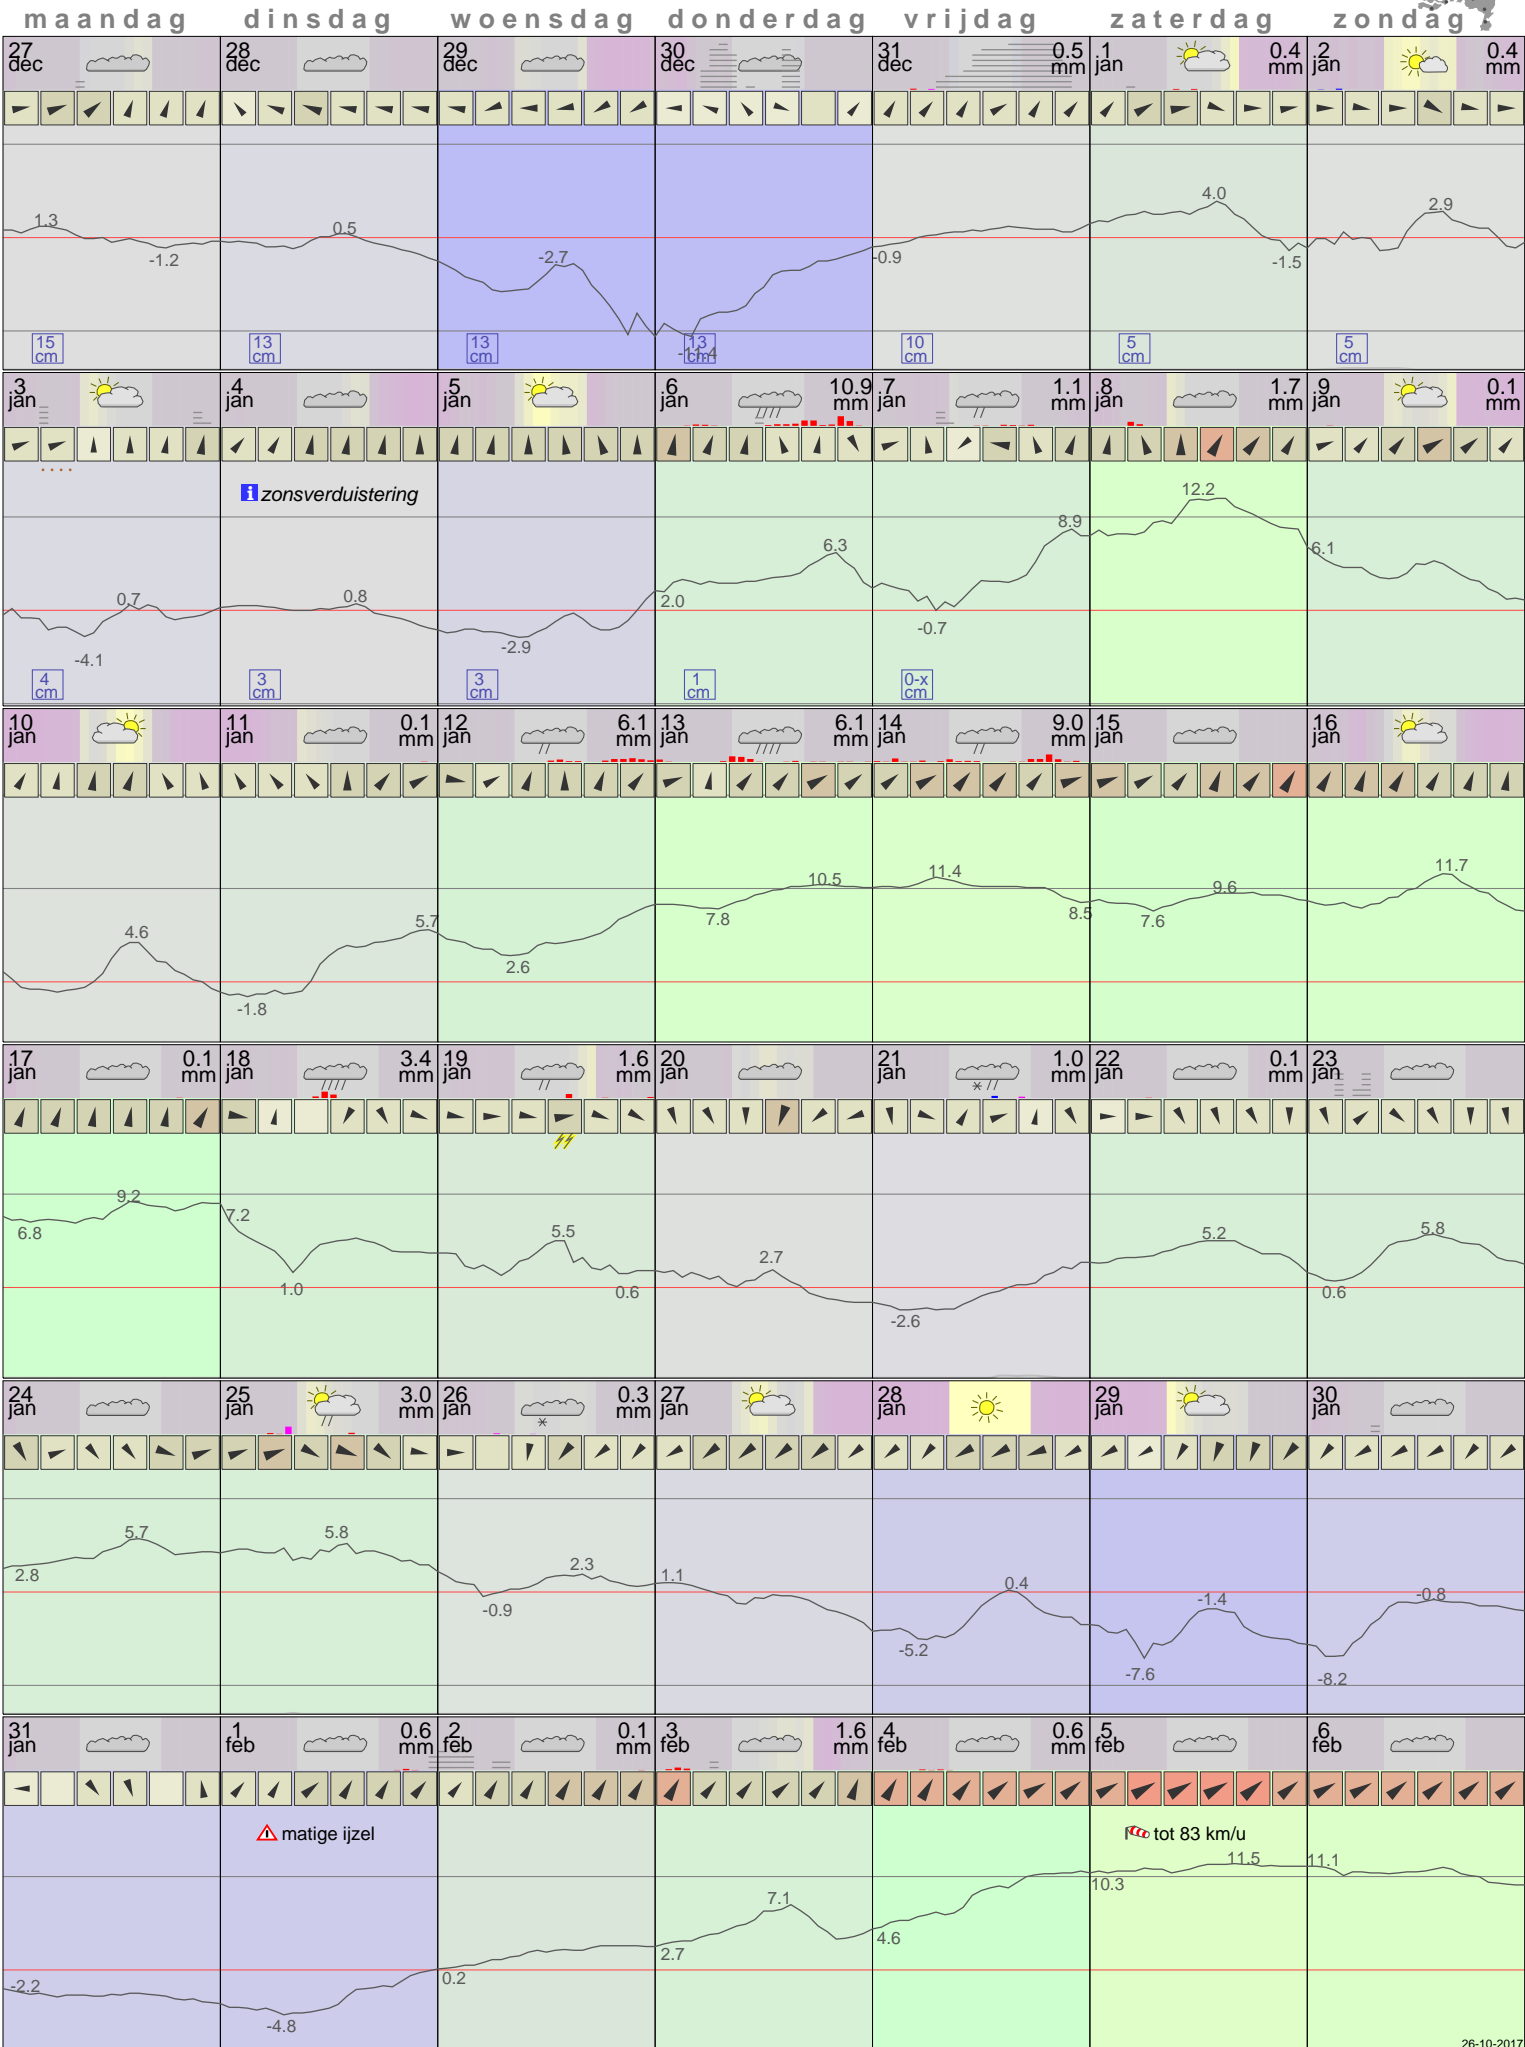 maandag dinsdag woensdag donderdag vrijdag zaterdag zondag
27 dec 28 dec 29 dec 30 dec 31 dec 0.5 mm 1 jan 0.4 mm 2 jan 0.4 mm
1.3 -1.2 0.5 -2.7 -11.4 -0.9 4.0 -1.5 2.9
15 cm 13 cm 13 cm 13 cm 10 cm 5 cm 5 cm
3 jan 4 jan 5 jan 6 jan 10.9 mm 7 jan 1.1 mm 8 jan 1.7 mm 9 jan 0.1 mm
i zonsverduistering
0.7 -4.1 0.8 -2.9 2.0 6.3 -0.7 8.9 12.2 6.1
4 cm 3 cm 3 cm 1 cm 0-x cm
10 jan 11 jan 0.1 mm 12 jan 6.1 mm 13 jan 6.1 mm 14 jan 9.0 mm 15 jan 16 jan
4.6 -1.8 5.7 2.6 7.8 10.5 11.4 8.5 7.6 9.6 11.7
17 jan 0.1 mm 18 jan 3.4 mm 19 jan 1.6 mm 20 jan 21 jan 1.0 mm 22 jan 0.1 mm 23 jan
6.8 9.2 7.2 1.0 5.5 0.6 2.7 -2.6 5.2 0.6 5.8
24 jan 25 jan 3.0 mm 26 jan 0.3 mm 27 jan 28 jan 29 jan 30 jan
2.8 5.7 5.8 -0.9 2.3 1.1 -5.2 0.4 -7.6 -1.4 -8.2 -0.8
31 jan 1 feb 0.6 mm 2 feb 0.1 mm 3 feb 1.6 mm 4 feb 0.6 mm 5 feb 6 feb
matige ijzel tot 83 km/u
-2.2 -4.8 0.2 2.7 7.1 4.6 10.3 11.5 11.1
26-10-2017